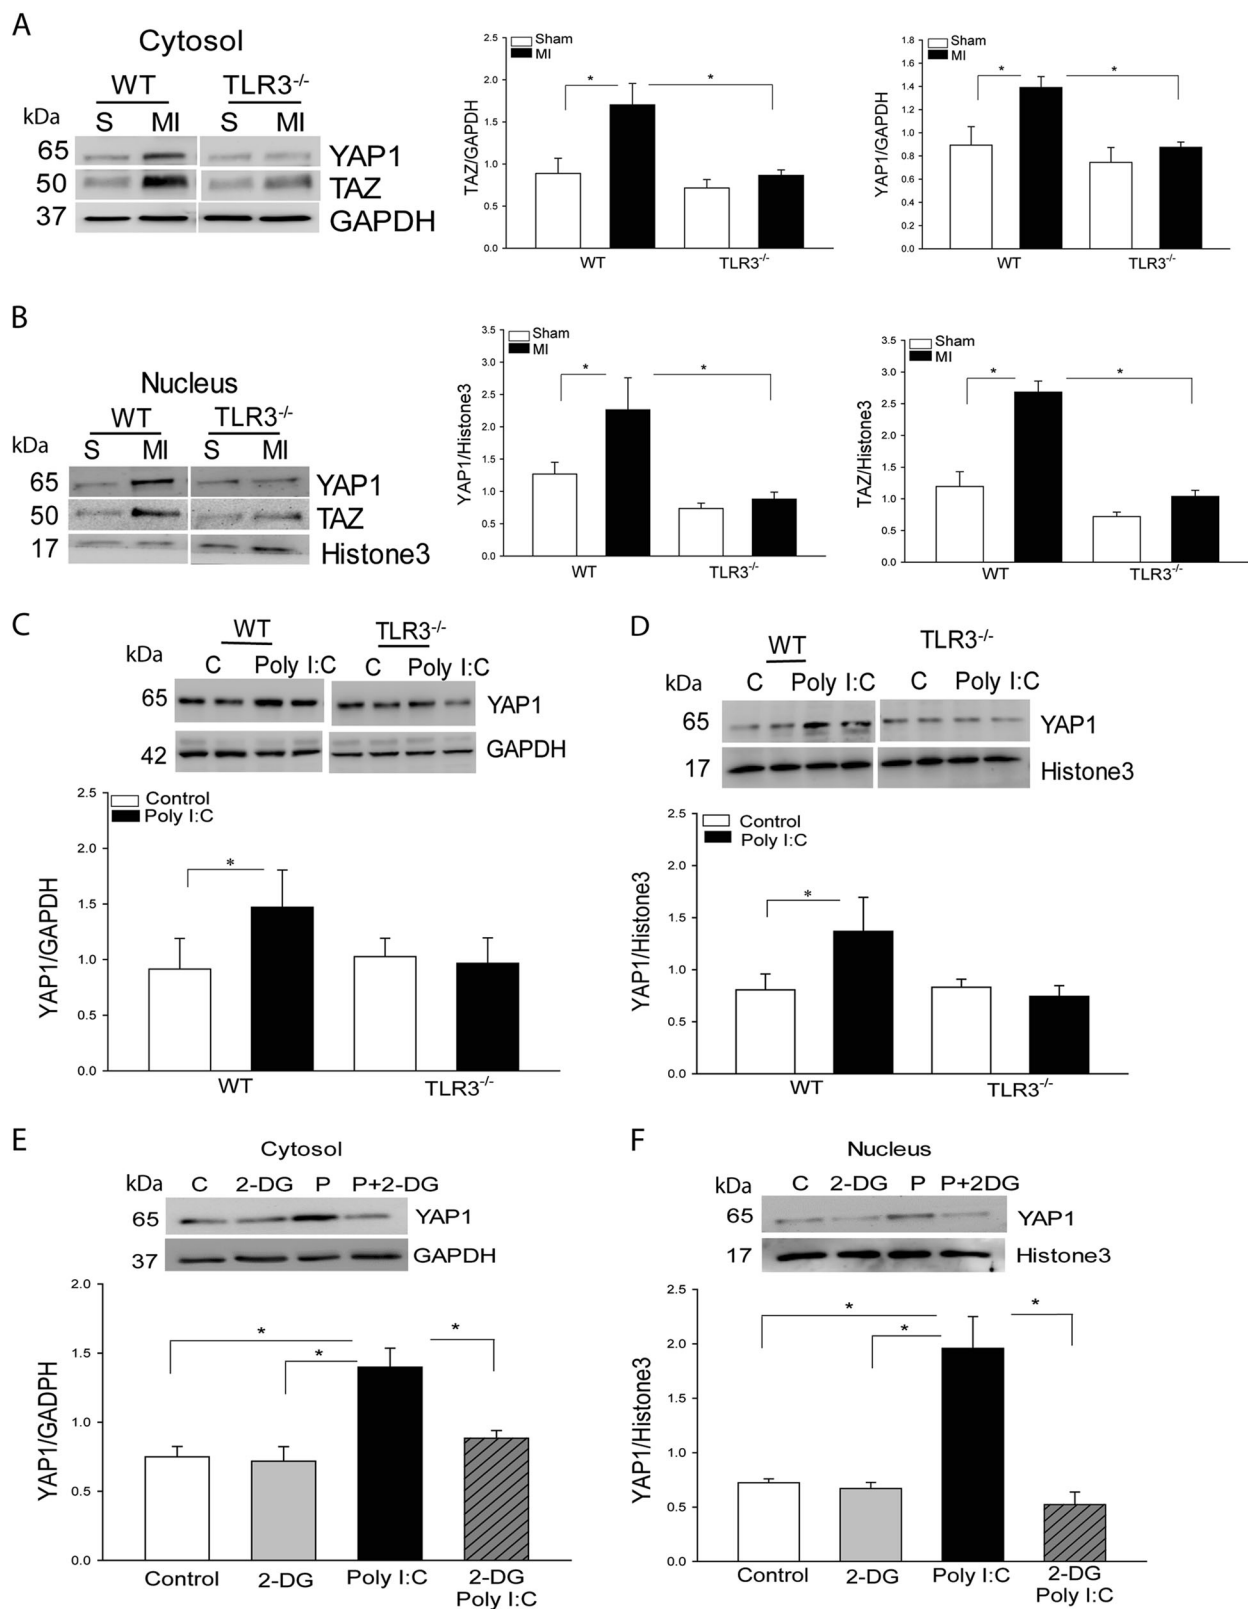 A
Cytosol
WT TLR3-/-
kDa S MI S MI
65 YAP1
50 TAZ
37 GAPDH
Sham
MI
TAZ/GAPDH
2.5
2.0
1.5
1.0
0.5
0.0
* *
WT TLR3-/-
Sham
MI
YAP1/GAPDH
1.8
1.6
1.4
1.2
1.0
0.8
0.6
0.4
0.2
0.0
* *
WT TLR3-/-
B
Nucleus
WT TLR3-/-
kDa S MI S MI
65 YAP1
50 TAZ
17 Histone3
Sham
MI
YAP1/Histone3
3.5
3.0
2.5
2.0
1.5
1.0
0.5
0.0
* *
WT TLR3-/-
Sham
MI
TAZ/Histone3
3.5
3.0
2.5
2.0
1.5
1.0
0.5
0.0
* *
WT TLR3-/-
C
WT TLR3-/-
kDa C Poly I:C C Poly I:C
65 YAP1
42 GAPDH
Control
Poly I:C
YAP1/GAPDH
2.5
2.0
1.5
1.0
0.5
0.0
*
WT TLR3-/-
D
WT TLR3-/-
kDa C Poly I:C C Poly I:C
65 YAP1
17 Histone3
Control
Poly I:C
YAP1/Histone3
2.5
2.0
1.5
1.0
0.5
0.0
*
WT TLR3-/-
E
Cytosol
kDa C 2-DG P P+2-DG
65 YAP1
37 GAPDH
YAP1/GADPH
2.0
1.5
1.0
0.5
0.0
* * *
Control 2-DG Poly I:C 2-DG
Poly I:C
F
Nucleus
kDa C 2-DG P P+2DG
65 YAP1
17 Histone3
YAP1/Histone3
2.5
2.0
1.5
1.0
0.5
0.0
* * *
Control 2-DG Poly I:C 2-DG
Poly I:C